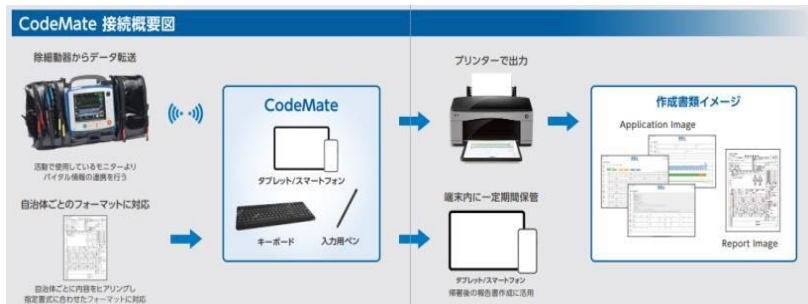 CodeMate 接続概要図
除細動器からデータ転送
活動で使用しているモニターより
バイタル情報の連携を行う
自治体ごとのフォーマットに対応
自治体ごとに内容をヒアリングし
指定書式に合わせたフォーマットに対応
CodeMate
タブレット/スマートフォン
キーボード
入力用ペン
プリンターで出力
端末内に一定期間保管
タブレット/スマートフォン
帰署後の報告書作成に活用
作成書類イメージ
Application Image
Report Image